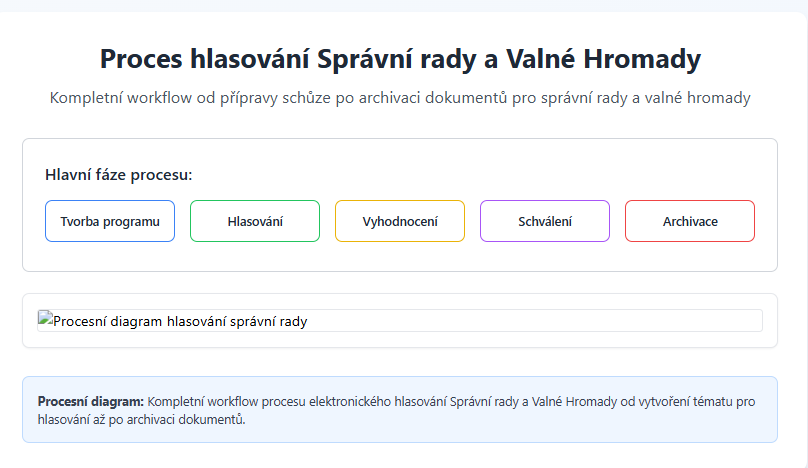 Proces hlasování Správní rady a Valné Hromady
Kompletní workflow od přípravy schůze po archivaci dokumentů pro správní rady a valné hromady
Hlavní fáze procesu:
Tvorba programu
Hlasování
Vyhodnocení
Schválení
Archivace
Procesní diagram hlasování správní rady
Procesní diagram: Kompletní workflow procesu elektronického hlasování Správní rady a Valné Hromady od vytvoření tématu pro
hlasování až po archivaci dokumentů.